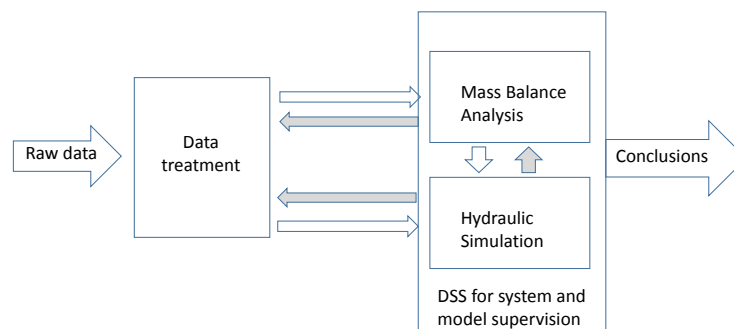 Raw data
Data
treatment
Mass Balance
Analysis
Hydraulic
Simulation
DSS for system and
model supervision
Conclusions